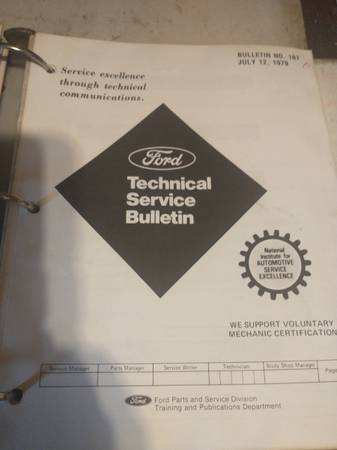 BULLETIN NO. 187
JULY 12, 1979
Service excellence
through technical
communications.
Ford
Technical
Service
Bulletin
National
Institute for
AUTOMOTIVE
SERVICE
EXCELLENCE
WE SUPPORT VOLUNTARY
MECHANIC CERTIFICATION
Service Manager Parts Manager Service Writer Technician Body Shop Manager Page
Ford Ford Parts and Service Division
Training and Publications Department